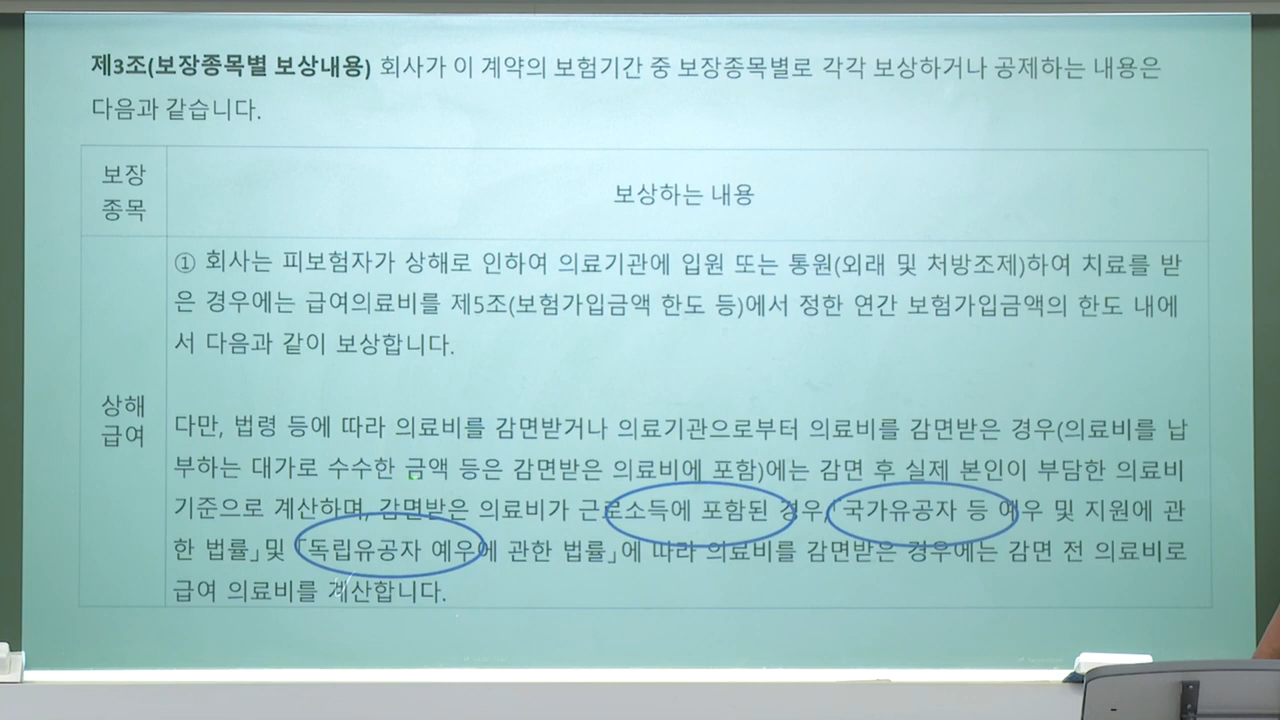 제3조(보장종목별 보상내용) 회사가 이 계약의 보험기간 중 보장종목별로 각각 보상하거나 공제하는 내용은
다음과 같습니다.
보장
종목
보상하는 내용
상해
급여
① 회사는 피보험자가 상해로 인하여 의료기관에 입원 또는 통원(외래 및 처방조제)하여 치료를 받
은 경우에는 급여의료비를 제5조(보험가입금액 한도 등)에서 정한 연간 보험가입금액의 한도 내에
서 다음과 같이 보상합니다.
다만, 법령 등에 따라 의료비를 감면받거나 의료기관으로부터 의료비를 감면받은 경우(의료비를 납
부하는 대가로 수수한 금액 등은 감면받은 의료비에 포함)에는 감면 후 실제 본인이 부담한 의료비
기준으로 계산하며, 감면받은 의료비가 근로소득에 포함된 경우,「국가유공자 등 예우 및 지원에 관
한 법률」및 「독립유공자 예우에 관한 법률」에 따라 의료비를 감면받은 경우에는 감면 전 의료비로
급여 의료비를 계산합니다.